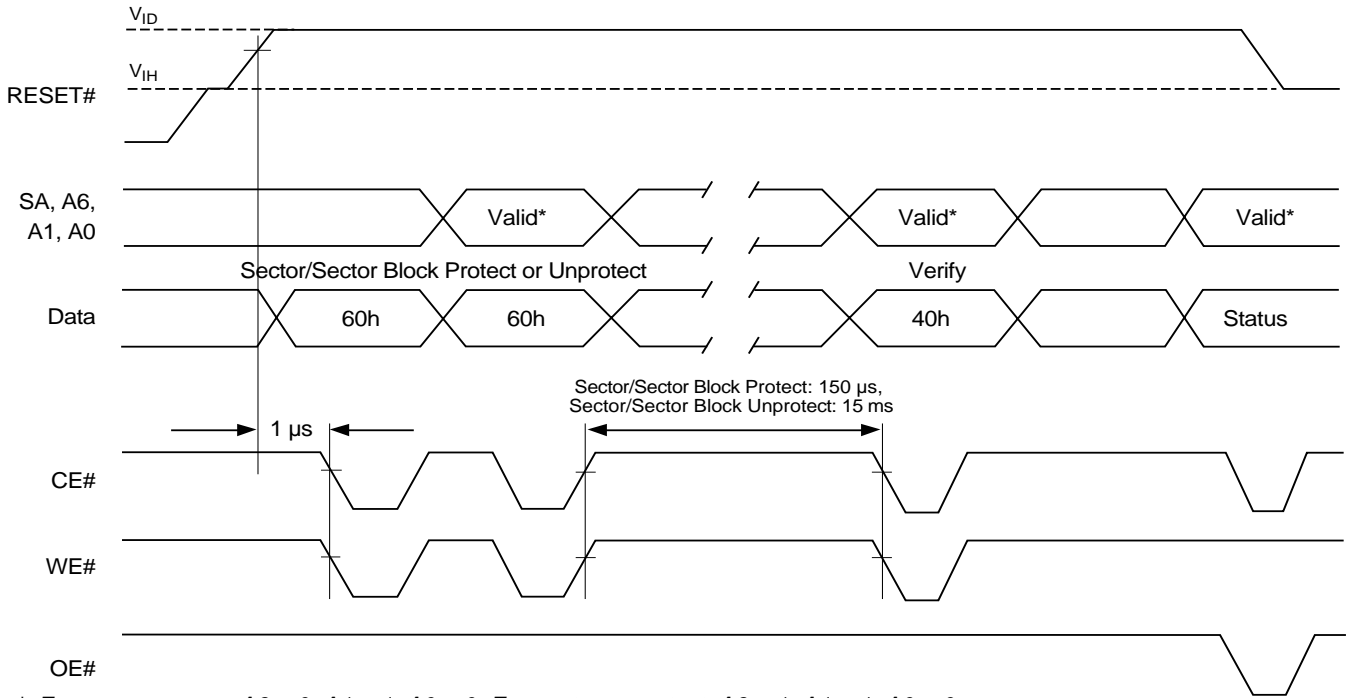 V_ID
V_IH
RESET#
SA, A6,
A1, A0
Valid*
Valid*
Valid*
Sector/Sector Block Protect or Unprotect
Verify
Data
60h
60h
40h
Status
Sector/Sector Block Protect: 150 µs,
Sector/Sector Block Unprotect: 15 ms
1 µs
CE#
WE#
OE#